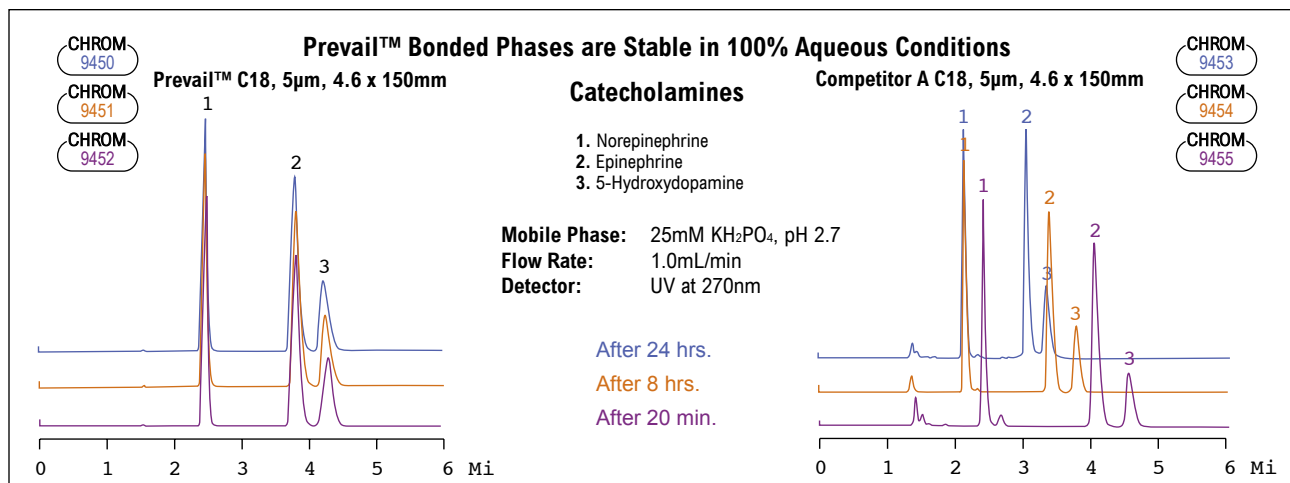 Prevail™ Bonded Phases are Stable in 100% Aqueous Conditions
CHROM
9450
CHROM
9451
CHROM
9452
Prevail™ C18, 5µm, 4.6 x 150mm
1
2
3
0 1 2 3 4 5 6 Mi
Catecholamines
1. Norepinephrine
2. Epinephrine
3. 5-Hydroxydopamine
Mobile Phase: 25mM KH₂PO₄, pH 2.7
Flow Rate: 1.0mL/min
Detector: UV at 270nm
After 24 hrs.
After 8 hrs.
After 20 min.
Competitor A C18, 5µm, 4.6 x 150mm
CHROM
9453
CHROM
9454
CHROM
9455
1 2
1
1 2
2
3
3
3
0 1 2 3 4 5 6 Mi